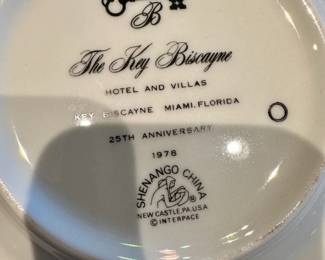 B
The Key Biscayne
HOTEL AND VILLAS
KEY BISCAYNE MIAMI, FLORIDA
25TH ANNIVERSARY
1978
SHENANGO CHINA
®
NEW CASTLE, PA. U.S.A
© INTERPACE